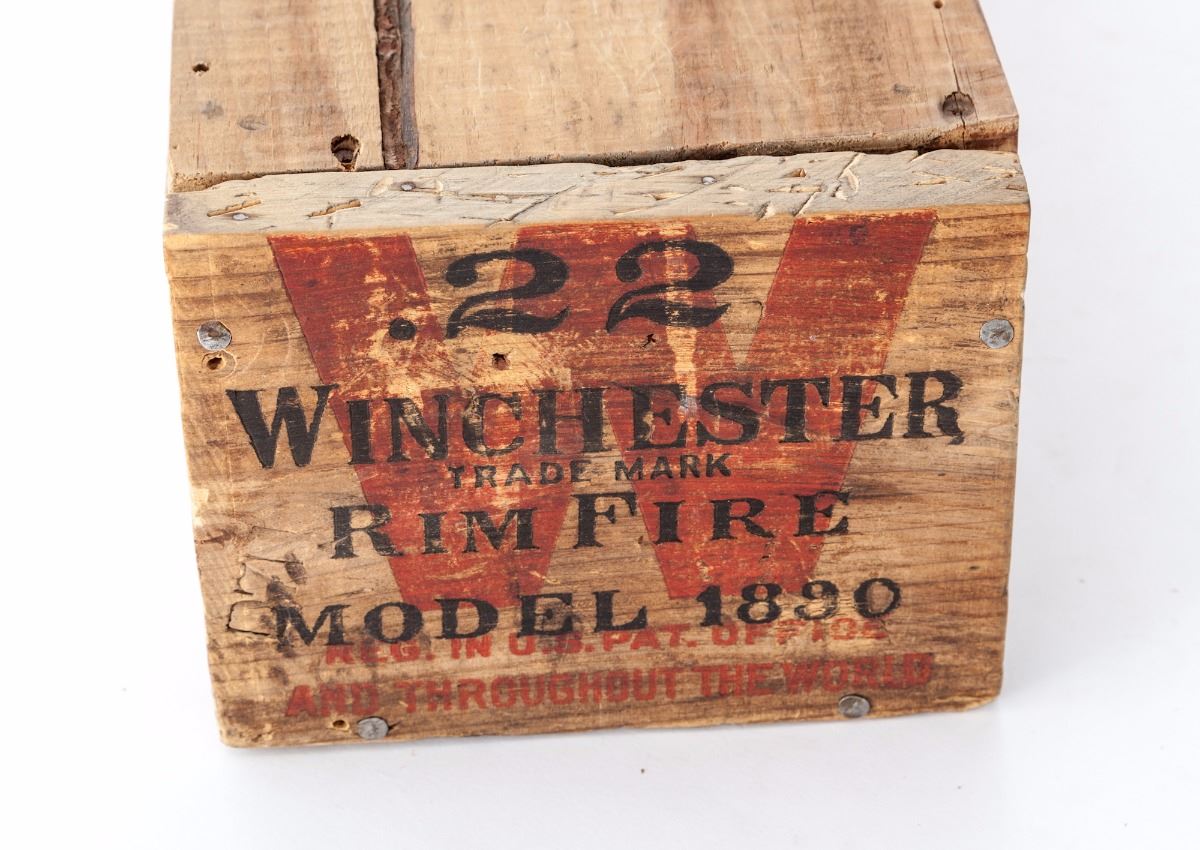 .22
WINCHESTER
TRADE MARK
RIM FIRE
MODEL 1890
REG. IN U.S. PAT. OFFICE
AND THROUGHOUT THE WORLD